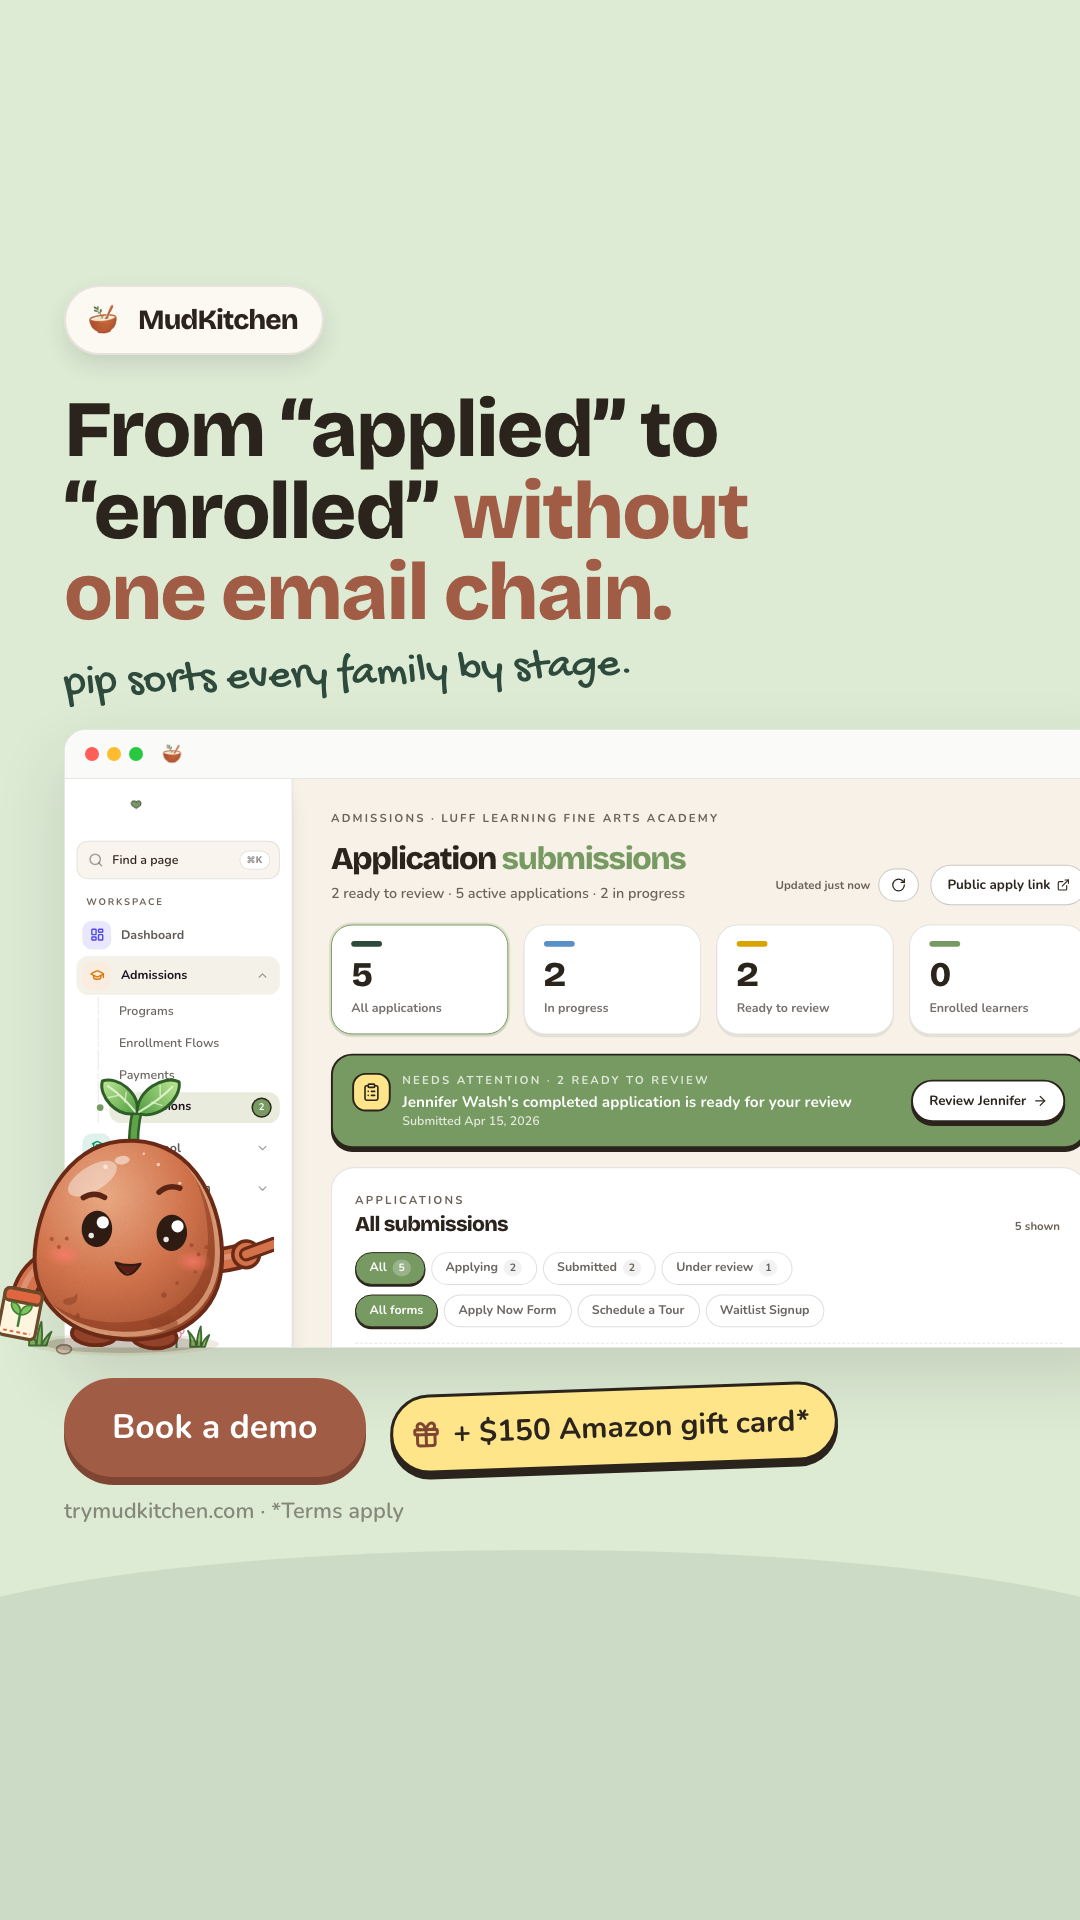 MudKitchen
From “applied” to
“enrolled” without
one email chain.
pip sorts every family by stage.
Find a page
⌘K
WORKSPACE
Dashboard
Admissions
Programs
Enrollment Flows
Payments
2
ADMISSIONS · LUFF LEARNING FINE ARTS ACADEMY
Application submissions
2 ready to review · 5 active applications · 2 in progress
Updated just now
Public apply link
5
All applications
2
In progress
2
Ready to review
0
Enrolled learners
NEEDS ATTENTION · 2 READY TO REVIEW
Jennifer Walsh's completed application is ready for your review
Submitted Apr 15, 2026
Review Jennifer
APPLICATIONS
All submissions
5 shown
All 5
Applying 2
Submitted 2
Under review 1
All forms
Apply Now Form
Schedule a Tour
Waitlist Signup
Book a demo
+ $150 Amazon gift card*
trymudkitchen.com · *Terms apply